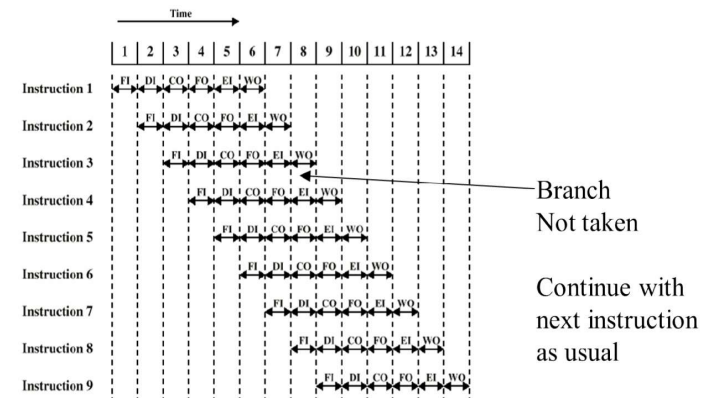 Time
1 2 3 4 5 6 7 8 9 10 11 12 13 14
Instruction 1 FI DI CO FO EI WO
Instruction 2 FI DI CO FO EI WO
Instruction 3 FI DI CO FO EI WO
Instruction 4 FI DI CO FO EI WO
Instruction 5 FI DI CO FO EI WO
Instruction 6 FI DI CO FO EI WO
Instruction 7 FI DI CO FO EI WO
Instruction 8 FI DI CO FO EI WO
Instruction 9 FI DI CO FO EI WO
Branch
Not taken
Continue with
next instruction
as usual